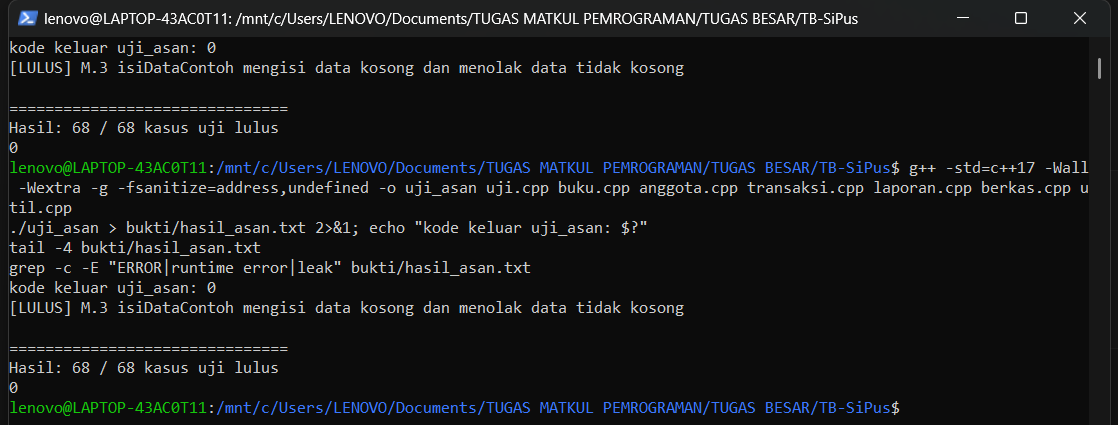 lenovo@LAPTOP-43AC0T11: /mnt/c/Users/LENOVO/Documents/TUGAS MATKUL PEMROGRAMAN/TUGAS BESAR/TB-SiPus
kode keluar uji_asan: 0
[LULUS] M.3 isiDataContoh mengisi data kosong dan menolak data tidak kosong
===============================
Hasil: 68 / 68 kasus uji lulus
0
lenovo@LAPTOP-43AC0T11:/mnt/c/Users/LENOVO/Documents/TUGAS MATKUL PEMROGRAMAN/TUGAS BESAR/TB-SiPus$ g++ -std=c++17 -Wall
 -Wextra -g -fsanitize=address,undefined -o uji_asan uji.cpp buku.cpp anggota.cpp transaksi.cpp laporan.cpp berkas.cpp u
til.cpp
./uji_asan > bukti/hasil_asan.txt 2>&1; echo "kode keluar uji_asan: $?"
tail -4 bukti/hasil_asan.txt
grep -c -E "ERROR|runtime error|leak" bukti/hasil_asan.txt
kode keluar uji_asan: 0
[LULUS] M.3 isiDataContoh mengisi data kosong dan menolak data tidak kosong
===============================
Hasil: 68 / 68 kasus uji lulus
0
lenovo@LAPTOP-43AC0T11:/mnt/c/Users/LENOVO/Documents/TUGAS MATKUL PEMROGRAMAN/TUGAS BESAR/TB-SiPus$